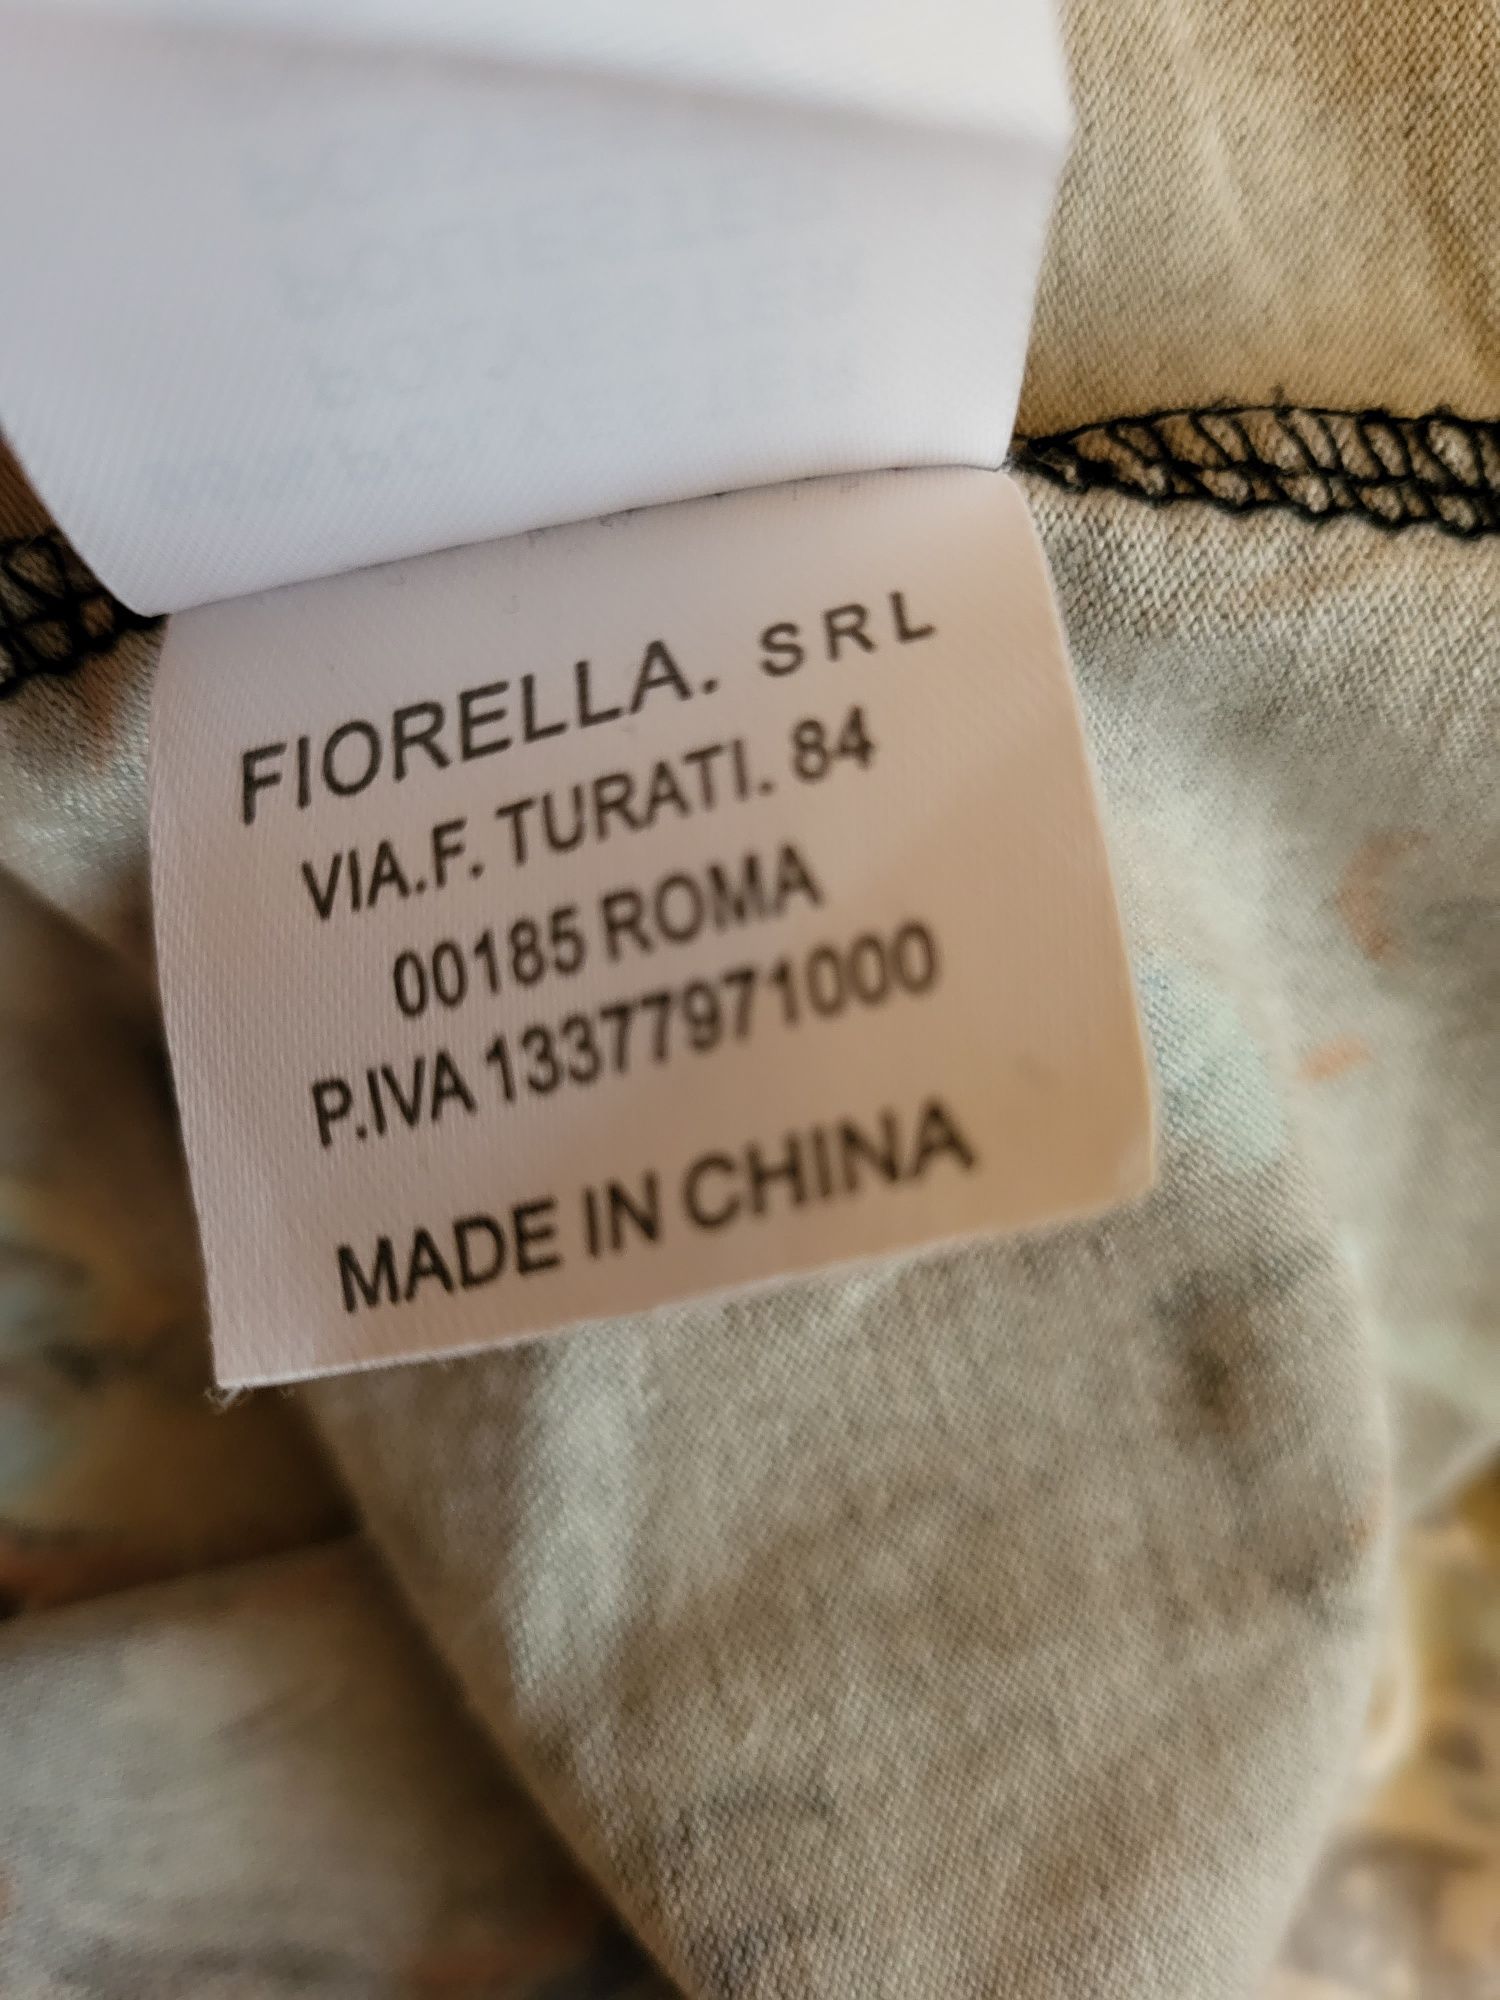 FIORELLA. SRL
VIA.F. TURATI. 84
00185 ROMA
P.IVA 13377971000
MADE IN CHINA